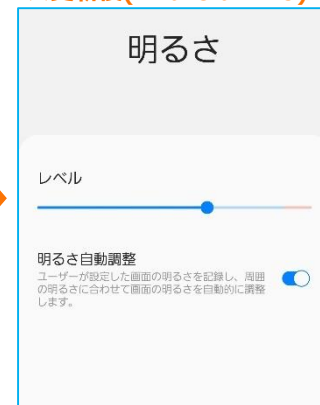 明るさ
レベル
明るさ自動調整
ユーザーが設定した画面の明るさを記録し、周囲
の明るさに合わせて画面の明るさを自動的に調整
します。